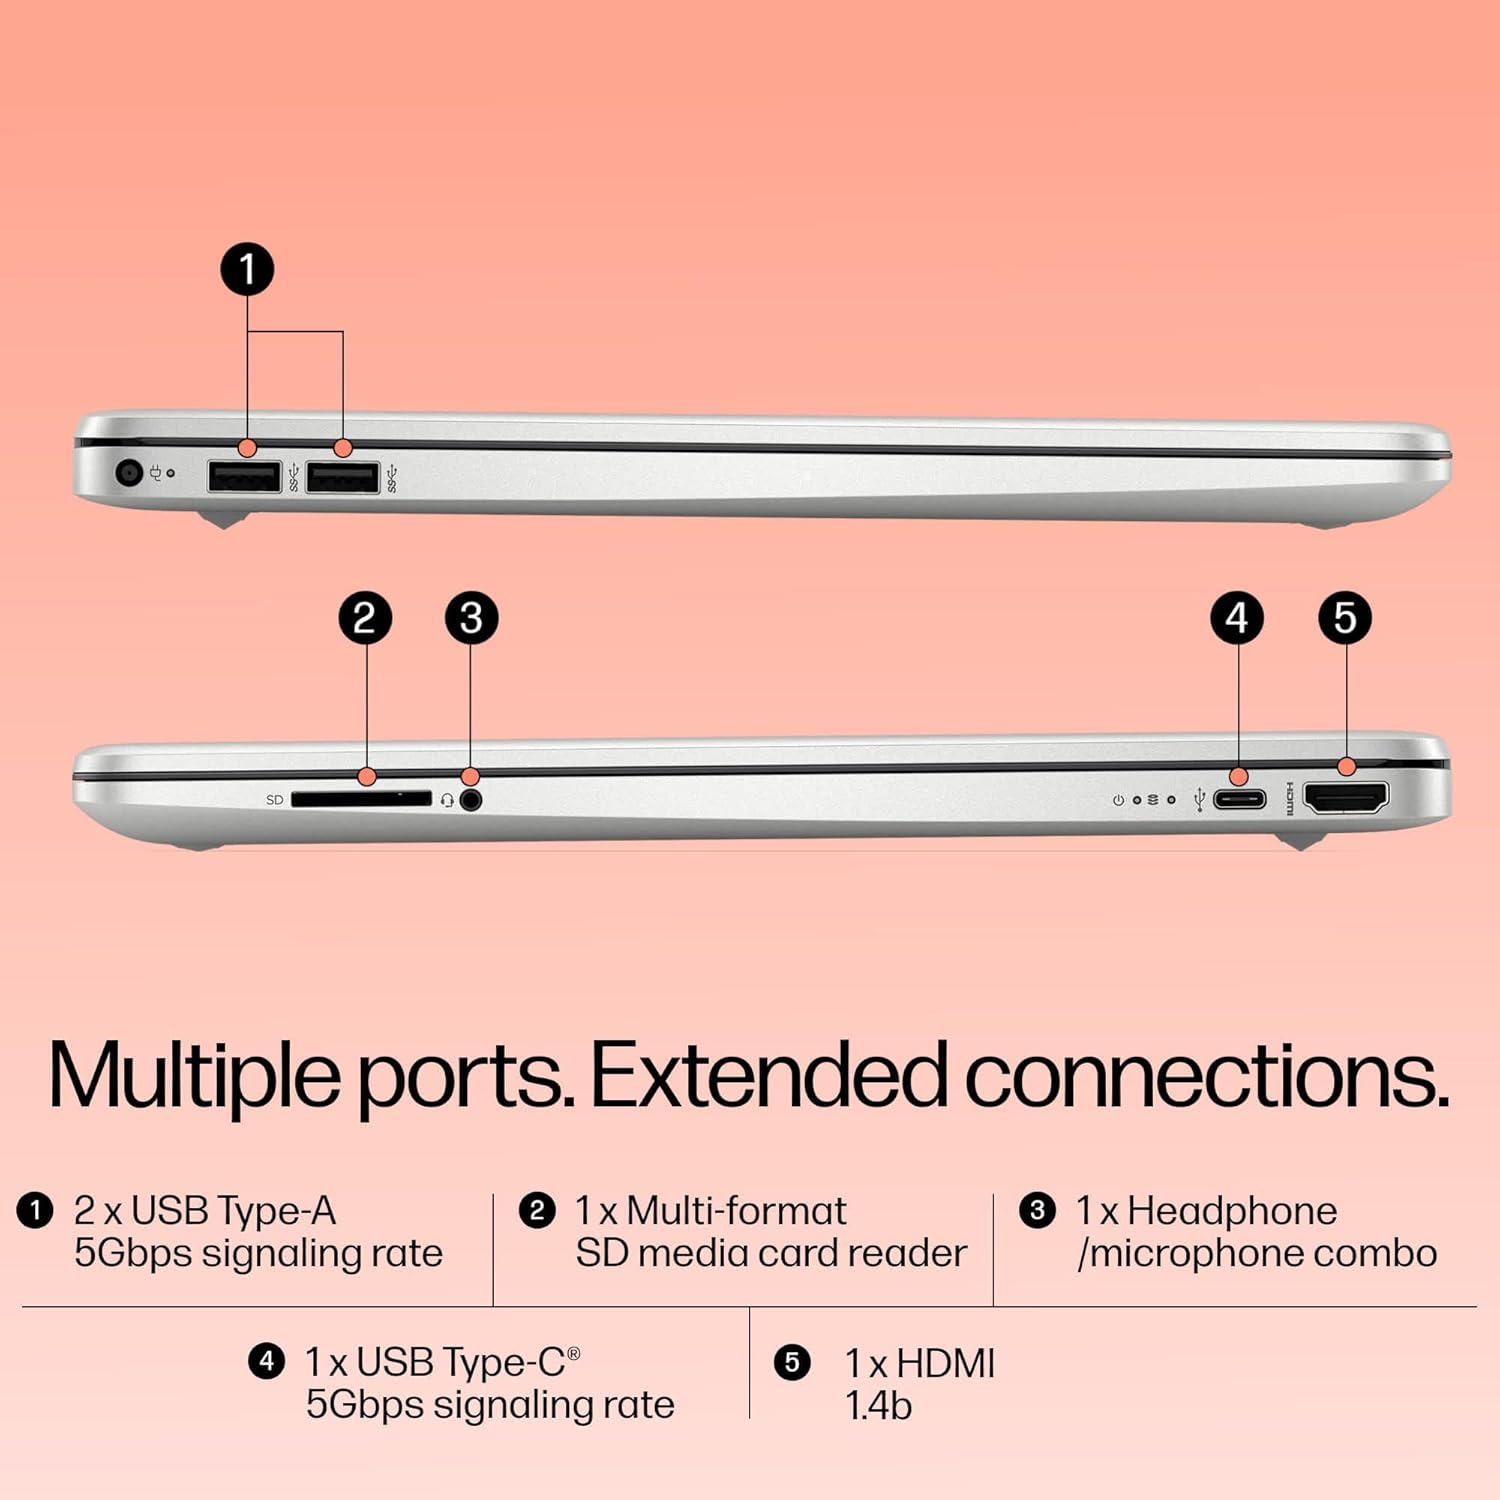 1
SS
SS
2
3
4
5
SD
HDMI
Multiple ports. Extended connections.
1 2 x USB Type-A
5Gbps signaling rate
2 1 x Multi-format
SD media card reader
3 1 x Headphone
/microphone combo
4 1 x USB Type-C®
5Gbps signaling rate
5 1 x HDMI
1.4b